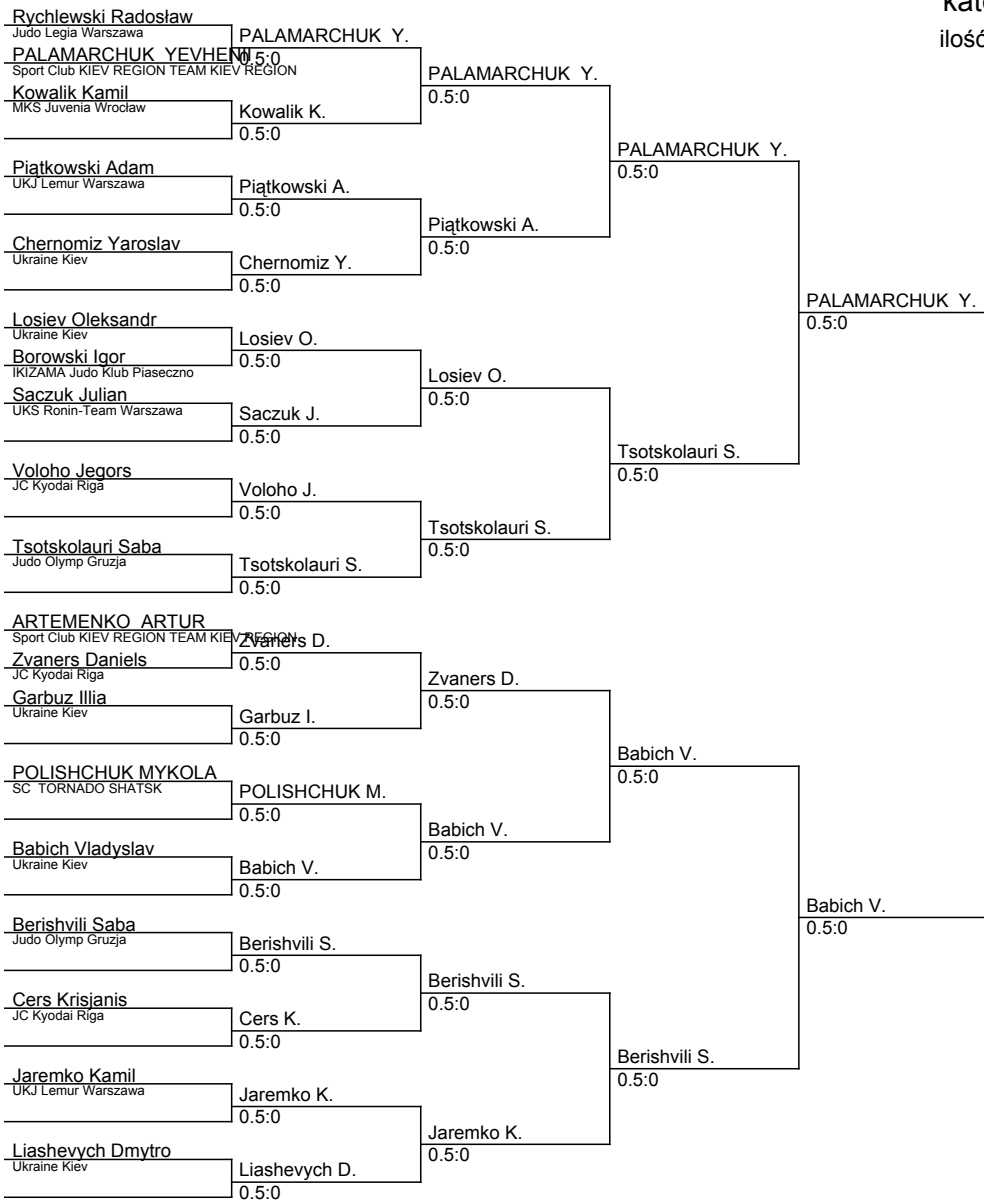 kate
ilość
Rychlewski Radosław
Judo Legia Warszawa
PALAMARCHUK YEVHENII
Sport Club KIEV REGION TEAM KIEV REGION
Kowalik Kamil
MKS Juvenia Wrocław
Piątkowski Adam
UKJ Lemur Warszawa
Chernomiz Yaroslav
Ukraine Kiev
Losiev Oleksandr
Ukraine Kiev
Borowski Igor
IKIZAMA Judo Klub Piaseczno
Saczuk Julian
UKS Ronin-Team Warszawa
Voloho Jegors
JC Kyodai Riga
Tsotskolauri Saba
Judo Olymp Gruzja
ARTEMENKO ARTUR
Sport Club KIEV REGION TEAM KIEV REGION
Zvaners Daniels
JC Kyodai Riga
Garbuz Illia
Ukraine Kiev
POLISHCHUK MYKOLA
SC TORNADO SHATSK
Babich Vladyslav
Ukraine Kiev
Berishvili Saba
Judo Olymp Gruzja
Cers Krisjanis
JC Kyodai Riga
Jaremko Kamil
UKJ Lemur Warszawa
Liashevych Dmytro
Ukraine Kiev
PALAMARCHUK Y.
0.5:0
Kowalik K.
0.5:0
Piątkowski A.
0.5:0
Chernomiz Y.
0.5:0
Losiev O.
0.5:0
Saczuk J.
0.5:0
Voloho J.
0.5:0
Tsotskolauri S.
0.5:0
Zvaners D.
0.5:0
Garbuz I.
0.5:0
POLISHCHUK M.
0.5:0
Babich V.
0.5:0
Berishvili S.
0.5:0
Cers K.
0.5:0
Jaremko K.
0.5:0
Liashevych D.
0.5:0
PALAMARCHUK Y.
0.5:0
Piątkowski A.
0.5:0
Losiev O.
0.5:0
Tsotskolauri S.
0.5:0
Zvaners D.
0.5:0
Babich V.
0.5:0
Berishvili S.
0.5:0
Jaremko K.
0.5:0
PALAMARCHUK Y.
0.5:0
Tsotskolauri S.
0.5:0
Babich V.
0.5:0
Berishvili S.
0.5:0
PALAMARCHUK Y.
0.5:0
Babich V.
0.5:0